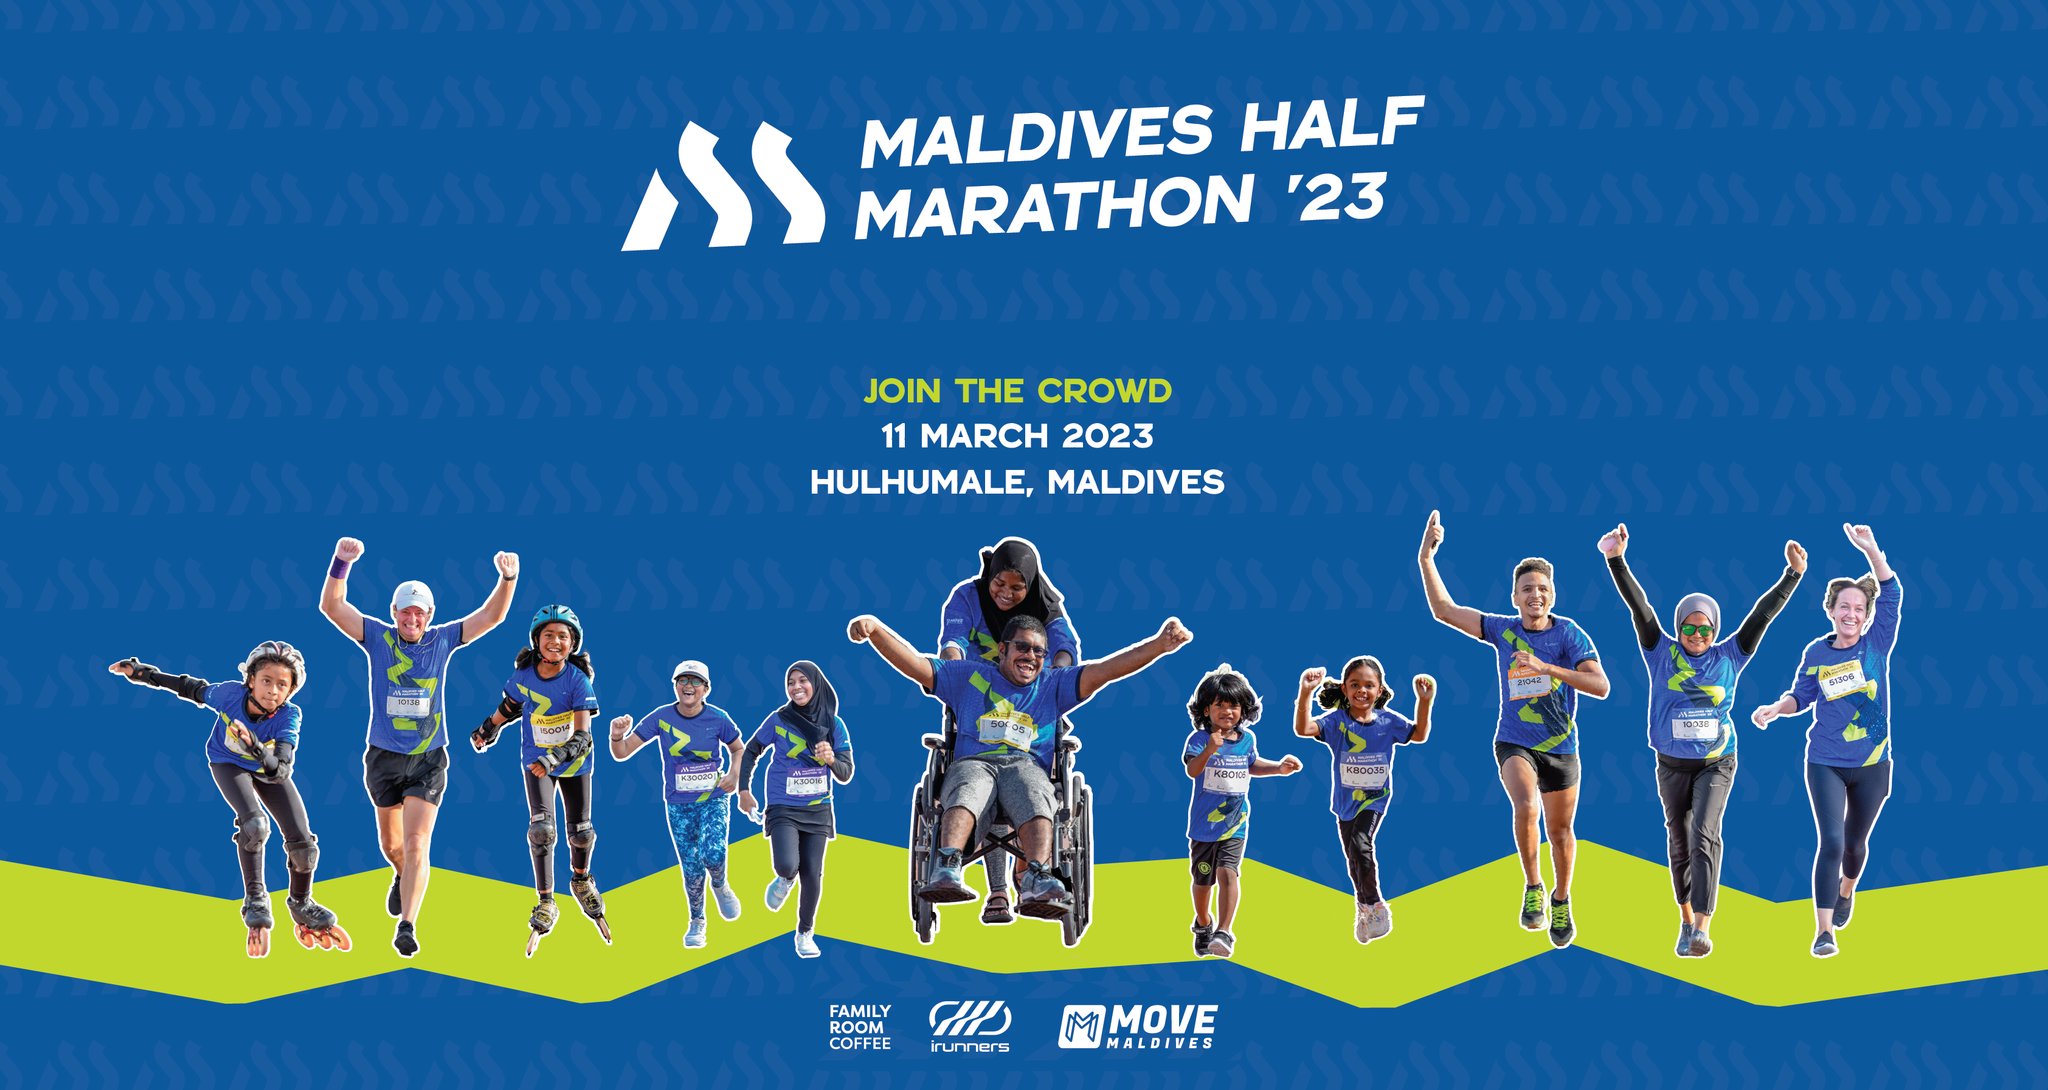 MALDIVES HALF
MARATHON '23
JOIN THE CROWD
11 MARCH 2023
HULHUMALE, MALDIVES
10138
150014
K30020
K30016
K80035
21042
10038
51306
FAMILY
ROOM
COFFEE
irunners
MOVE
MALDIVES